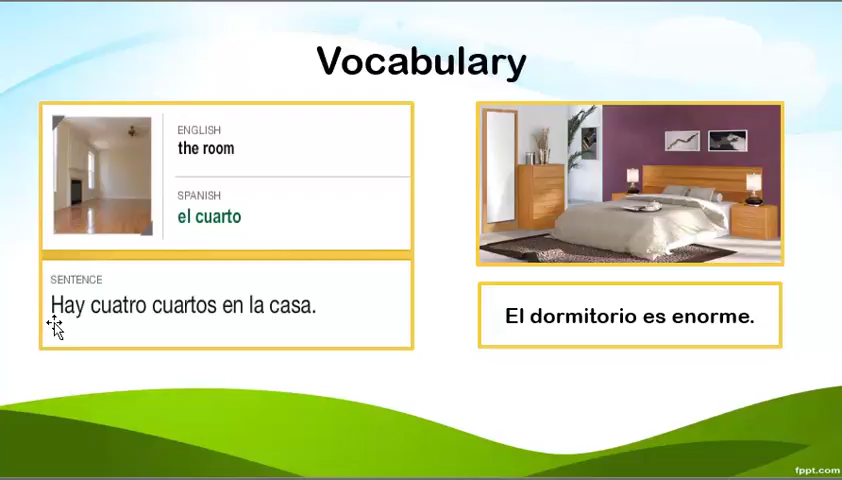 Vocabulary
ENGLISH
the room
SPANISH
el cuarto
SENTENCE
Hay cuatro cuartos en la casa.
El dormitorio es enorme.
fppt.com